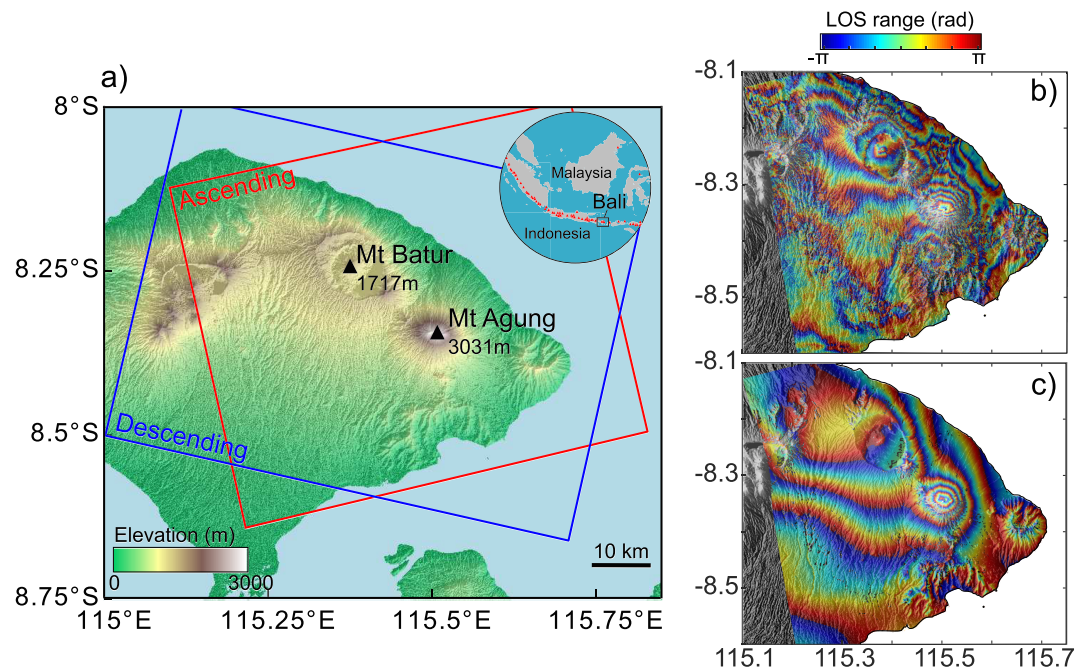 a)
8°S
8.25°S
8.5°S
8.75°S
115°E
115.25°E
115.5°E
115.75°E
Ascending
Descending
Mt Batur
1717m
Mt Agung
3031m
Malaysia
Bali
Indonesia
Elevation (m)
0
3000
10 km
LOS range (rad)
-π
π
b)
-8.1
-8.3
-8.5
c)
-8.1
-8.3
-8.5
115.1
115.3
115.5
115.7